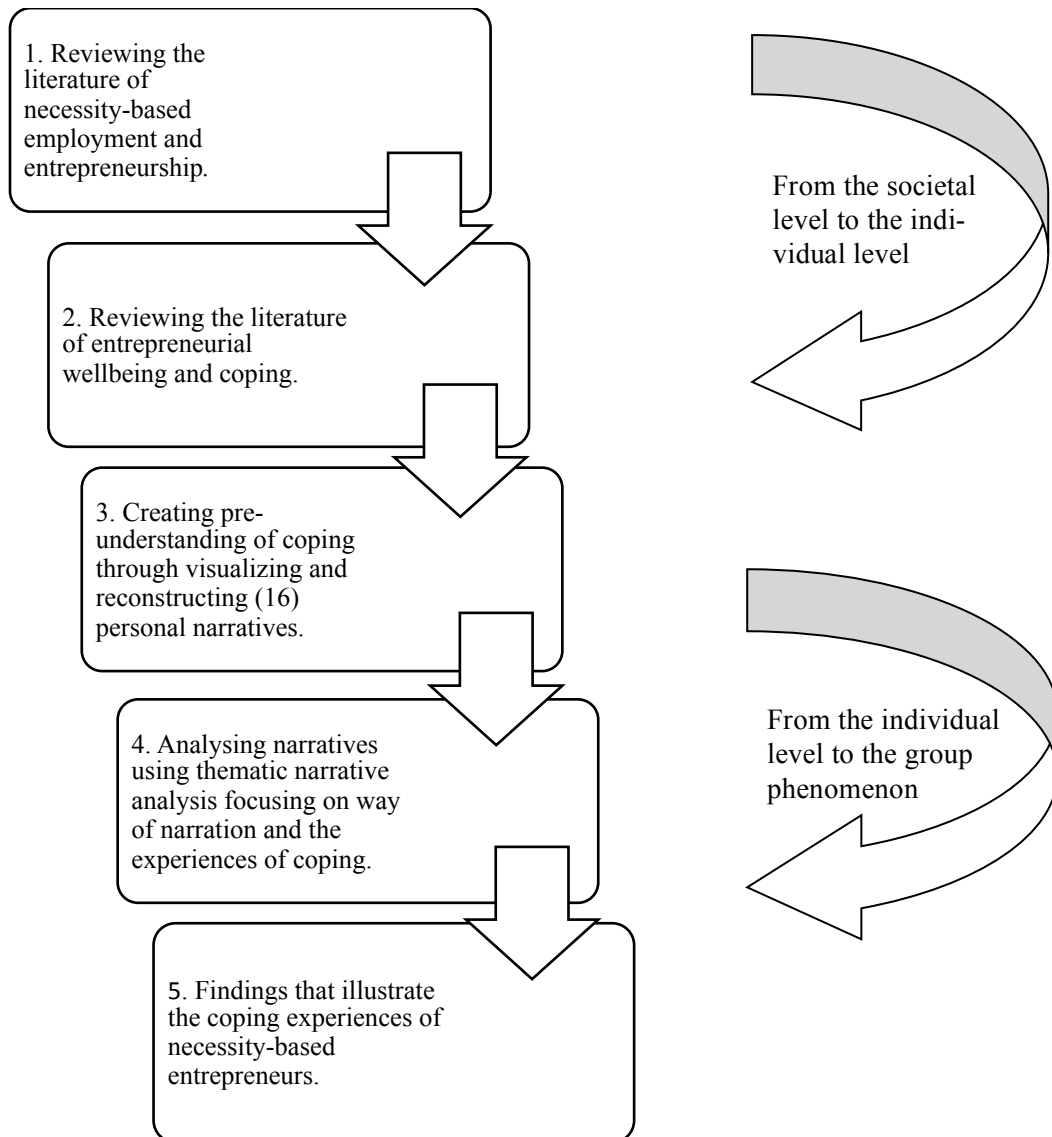 1. Reviewing the
literature of
necessity-based
employment and
entrepreneurship.
From the societal
level to the indi-
vidual level
2. Reviewing the literature
of entrepreneurial
wellbeing and coping.
3. Creating pre-
understanding of coping
through visualizing and
reconstructing (16)
personal narratives.
From the individual
level to the group
phenomenon
4. Analysing narratives
using thematic narrative
analysis focusing on way
of narration and the
experiences of coping.
5. Findings that illustrate
the coping experiences of
necessity-based
entrepreneurs.